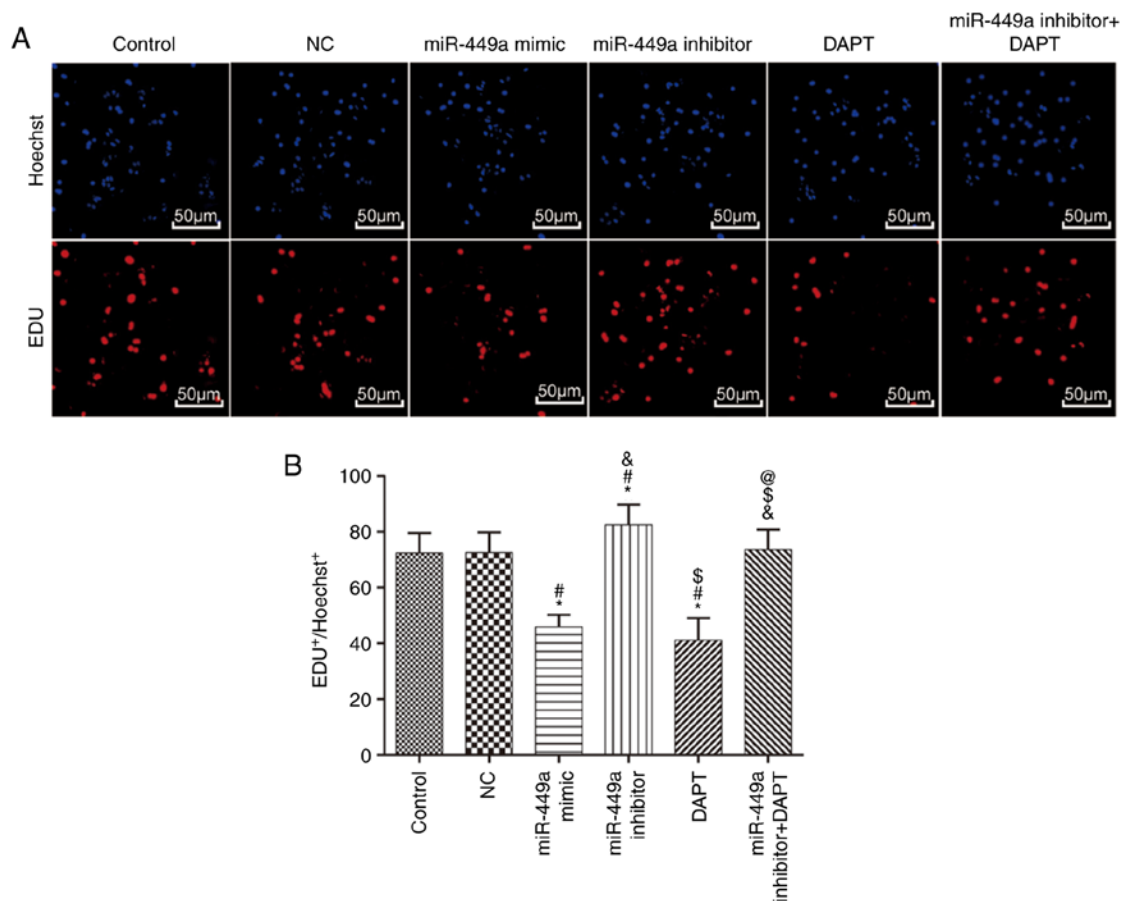 A
Control
NC
miR-449a mimic
miR-449a inhibitor
DAPT
miR-449a inhibitor+
DAPT
Hoechst
50µm
50µm
50µm
50µm
50µm
50µm
EDU
50µm
50µm
50µm
50µm
50µm
50µm
B
EDU⁺/Hoechst⁺
100
80
60
40
20
0
#
*
&
#
*
$
#
*
@
$
&
Control
NC
miR-449a
mimic
miR-449a
inhibitor
DAPT
miR-449a
inhibitor+DAPT